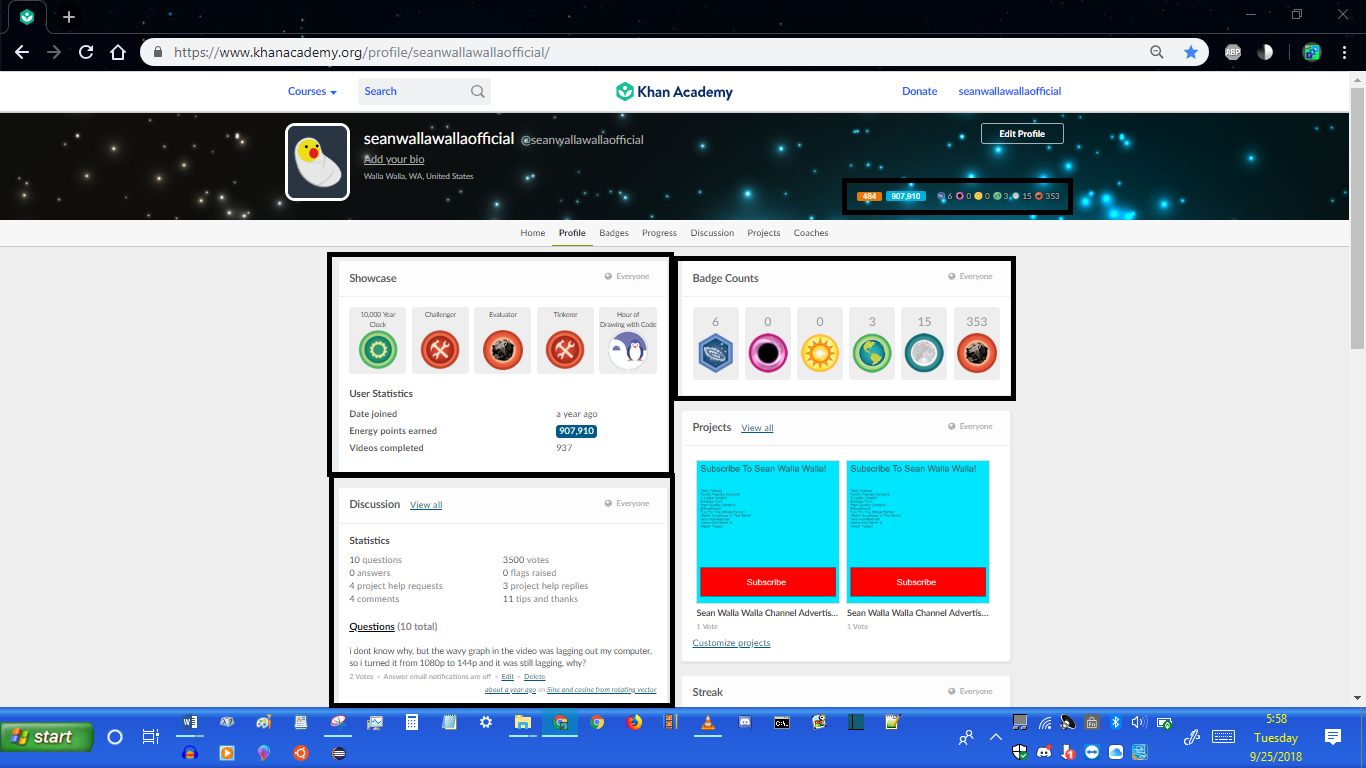 https://www.khanacademy.org/profile/seanwallawallaofficial/
ABP
Courses
Search
Khan Academy
Donate
seanwallawallaofficial
seanwallawallaofficial @seanwallawallaofficial
Add your bio
Walla Walla, WA, United States
Edit Profile
484 907,910 6 0 0 3 15 353
Home Profile Badges Progress Discussion Projects Coaches
Showcase Everyone
10,000 Year Clock
Challenger
Evaluator
Tinkerer
Hour of Drawing with Code
User Statistics
Date joined a year ago
Energy points earned 907,910
Videos completed 937
Badge Counts Everyone
6 0 0 3 15 353
Discussion View all Everyone
Statistics
10 questions 3500 votes
0 answers 0 flags raised
4 project help requests 3 project help replies
4 comments 11 tips and thanks
Questions (10 total)
i dont know why, but the wavy graph in the video was lagging out my computer,
so i turned it from 1080p to 144p and it was still lagging, why?
2 Votes • Answer email notifications are off • Edit • Delete
about a year ago on Sine and cosine from rotating vector
Projects View all Everyone
Subscribe To Sean Walla Walla!
Subscribe
Sean Walla Walla Channel Advertis...
1 Vote
Subscribe To Sean Walla Walla!
Subscribe
Sean Walla Walla Channel Advertis...
1 Vote
Customize projects
Streak Everyone
start
5:58
Tuesday
9/25/2018